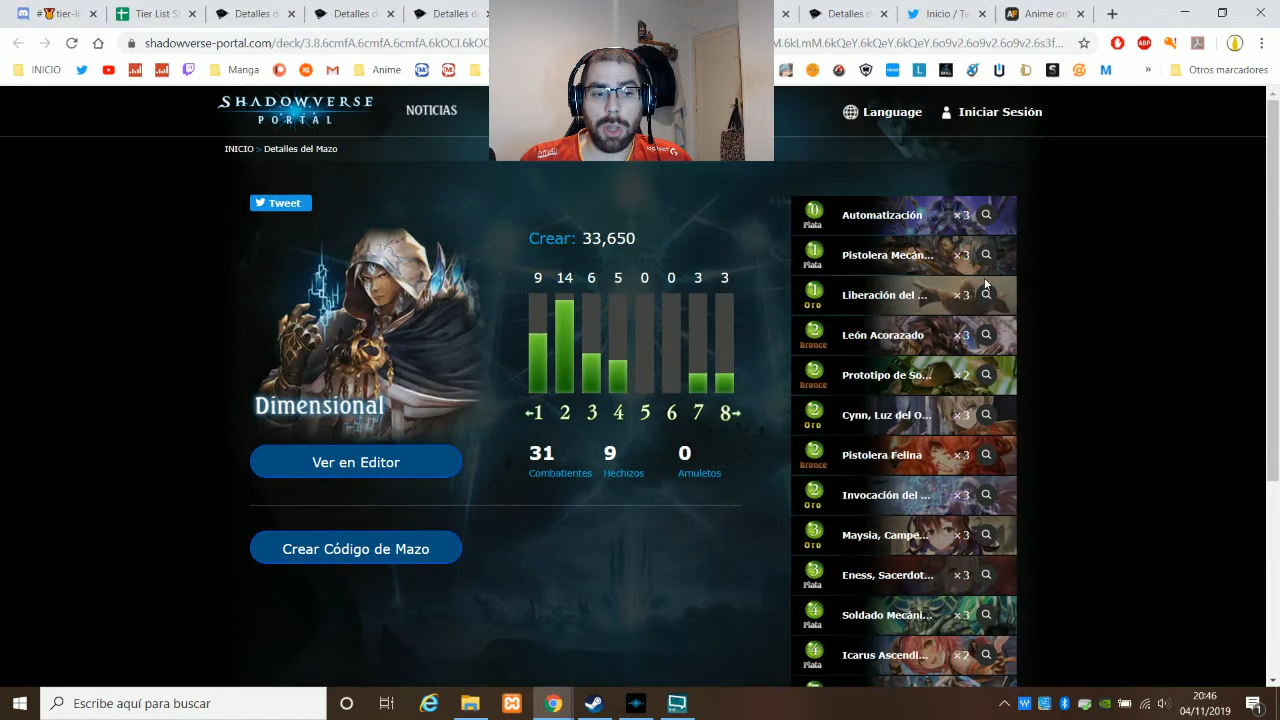 tier-lis
Tier List S
Detalles
Tier List
Inicio / Tw
Anime on
shadowverse-portal.com/deck/3.8.6cmfA.6cmfA.6cmfA.6kOCI.6kOC
M.6kLmM.6kQeY.6kQeY.6kQeY.6o9v2.6o9v2.6o9v2.6s3f...
INICIO
Manga
Anime
Otros marcadores
SHADOWVERSE
PORTAL
NOTICIAS
Language
Iniciar Sesión
INICIO > Detalles del Mazo
Tweet
Dimensional
Ver en Editor
Crear Código de Mazo
Crear: 33,650
9 14 6 5 0 0 3 3
1 2 3 4 5 6 7 8
31 9 0
Combatientes Hechizos Amuletos
logitech G
0 Plata Automatización ×3
1 Plata Pistolera Mecán... ×3
1 Oro Liberación del ... ×3
2 Bronce León Acorazado ×3
2 Bronce Prototipo de So... ×2
2 Oro Cynn, Luz del O... ×3
2 Bronce Pistolera Felina ×3
2 Oro Invocación del ... ×3
3 Oro Maysia, Campe... ×3
3 Plata Eness, Sacerdot... ×3
4 Plata Soldado Mecáni... ×3
4 Plata Icarus Ascendi... ×2
Escribe aquí para buscar
20:46
04/11/2019